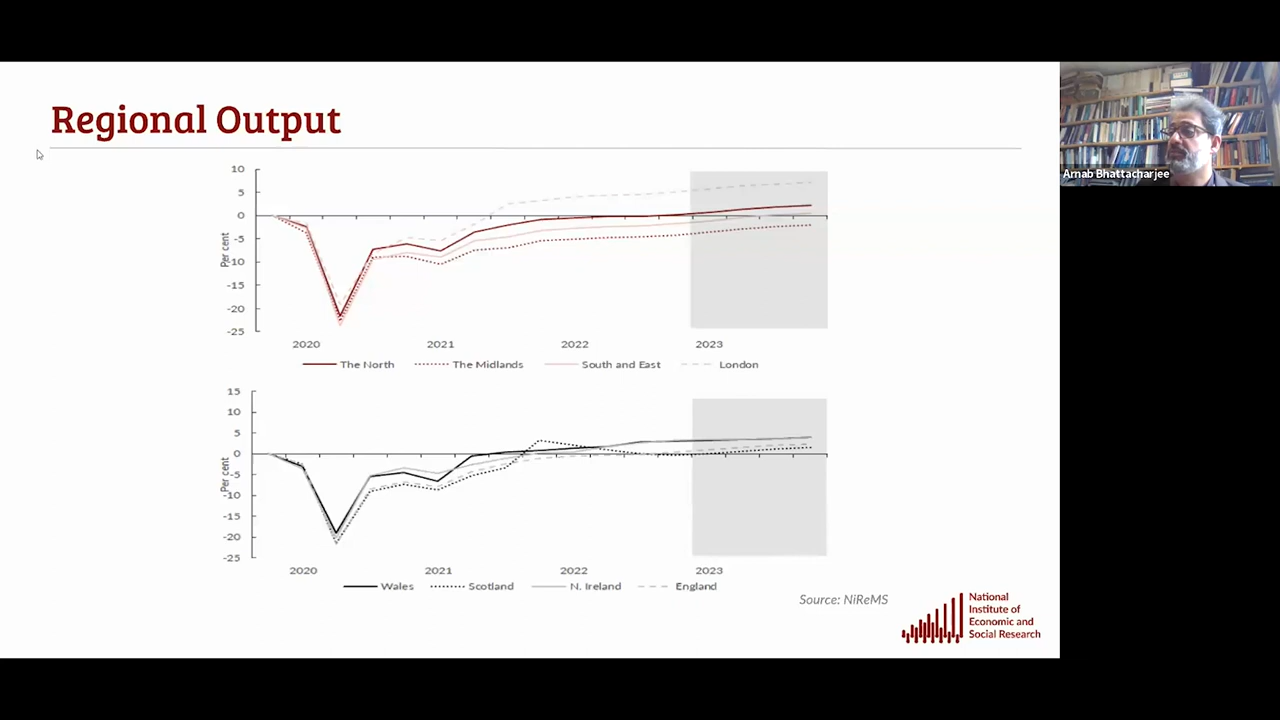 Regional Output
Arnab Bhattacharjee
10
5
0
-5
-10
-15
-20
-25
Per cent
2020 2021 2022 2023
The North The Midlands South and East London
15
10
5
0
-5
-10
-15
-20
-25
Per cent
2020 2021 2022 2023
Wales Scotland N. Ireland England
Source: NiReMS
National
Institute of
Economic and
Social Research